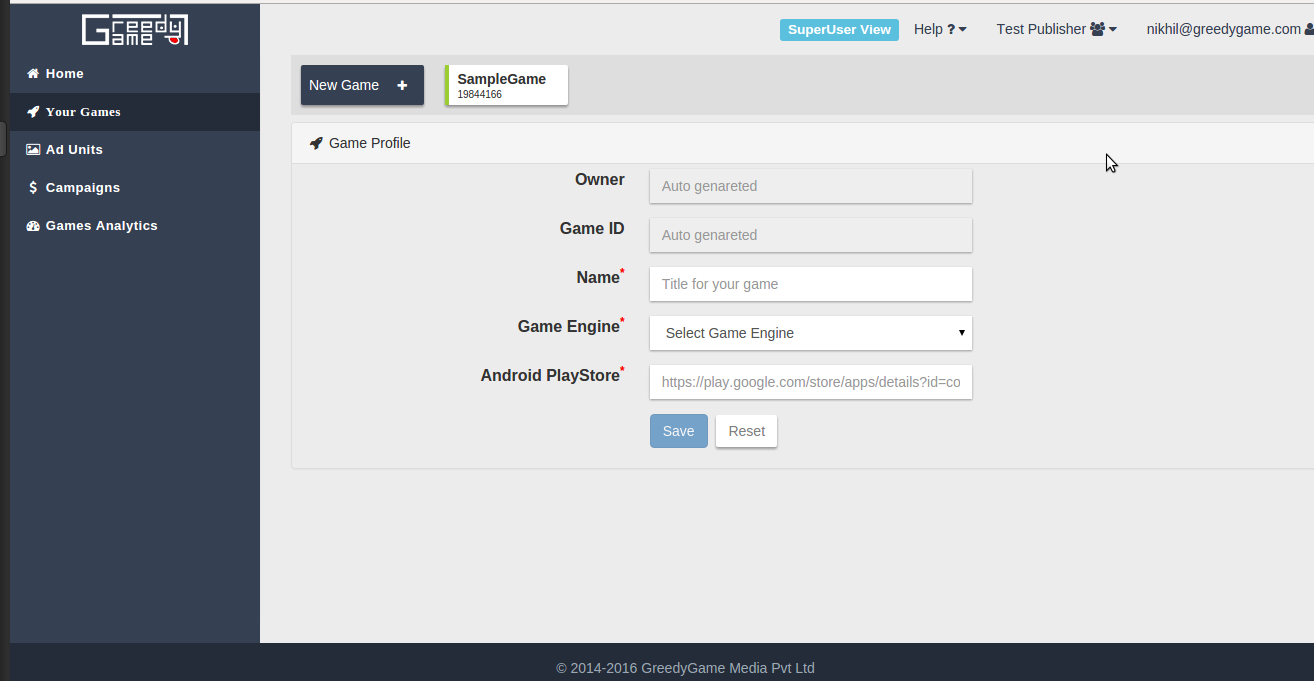 Greedy
Game
SuperUser View
Help ?
Test Publisher
nikhil@greedygame.com
Home
Your Games
Ad Units
$ Campaigns
Games Analytics
New Game +
SampleGame
19844166
Game Profile
Owner
Auto genareted
Game ID
Auto genareted
Name*
Title for your game
Game Engine*
Select Game Engine
Android PlayStore*
https://play.google.com/store/apps/details?id=co
Save
Reset
© 2014-2016 GreedyGame Media Pvt Ltd